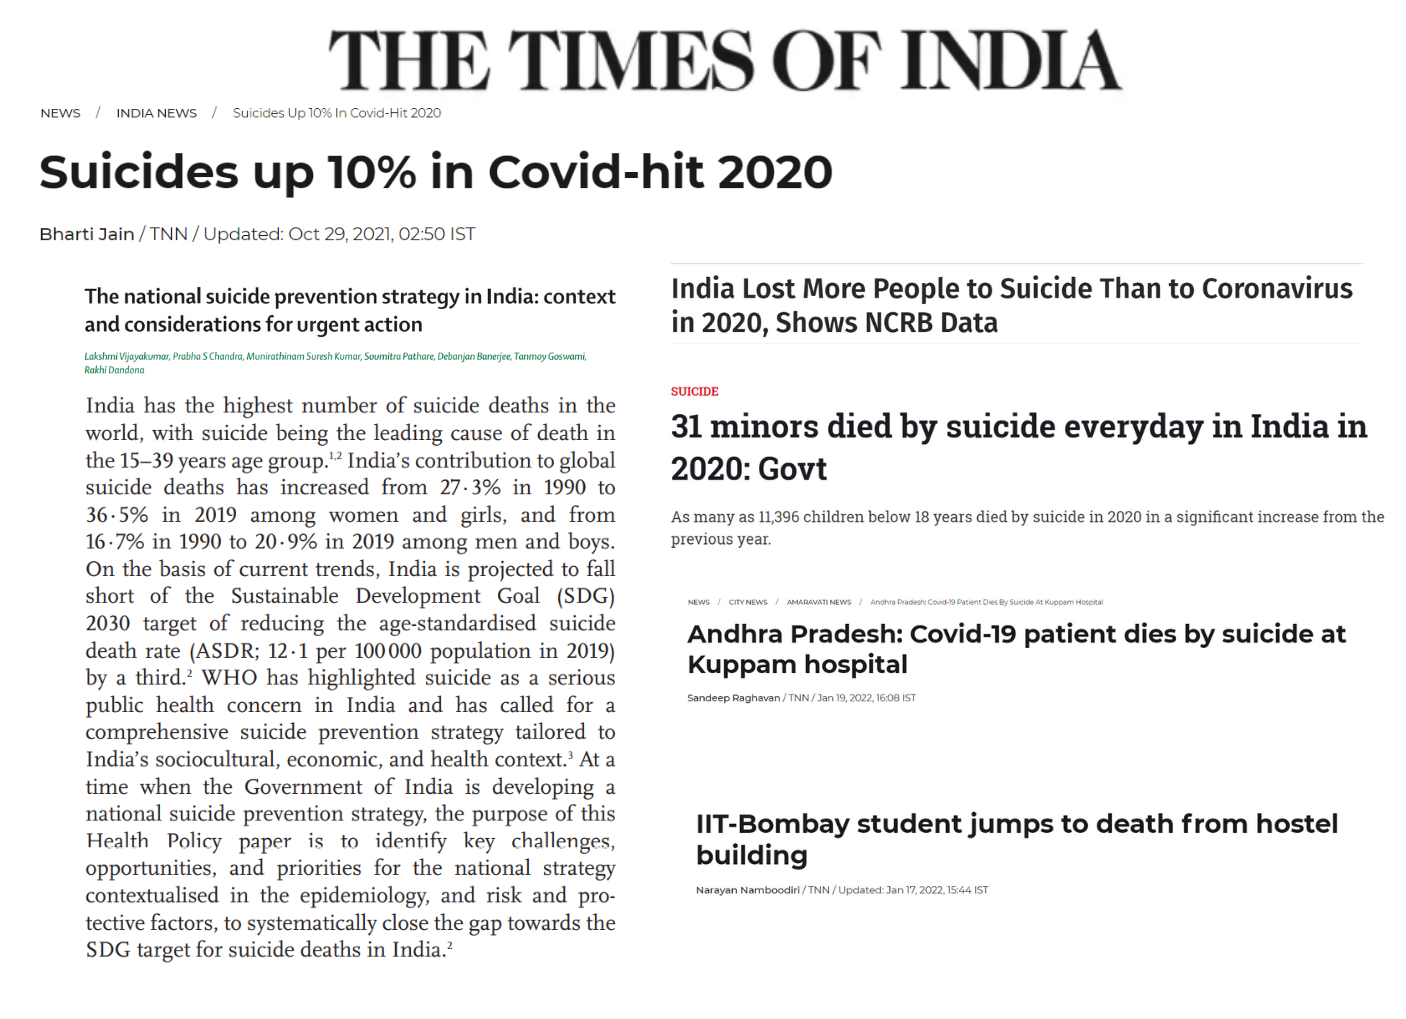 THE TIMES OF INDIA
NEWS / INDIA NEWS / Suicides Up 10% In Covid-Hit 2020
Suicides up 10% in Covid-hit 2020
Bharti Jain / TNN / Updated: Oct 29, 2021, 02:50 IST
The national suicide prevention strategy in India: context
and considerations for urgent action
Lakshmi Vijayakumar, Prabha S Chandra, Munirathinam Suresh Kumar, Soumitra Pathare, Debanjan Banerjee, Tanmoy Goswami,
Rakhi Dandona
India has the highest number of suicide deaths in the
world, with suicide being the leading cause of death in
the 15–39 years age group.1,2 India's contribution to global
suicide deaths has increased from 27·3% in 1990 to
36·5% in 2019 among women and girls, and from
16·7% in 1990 to 20·9% in 2019 among men and boys.
On the basis of current trends, India is projected to fall
short of the Sustainable Development Goal (SDG)
2030 target of reducing the age-standardised suicide
death rate (ASDR; 12·1 per 100 000 population in 2019)
by a third.2 WHO has highlighted suicide as a serious
public health concern in India and has called for a
comprehensive suicide prevention strategy tailored to
India's sociocultural, economic, and health context.3 At a
time when the Government of India is developing a
national suicide prevention strategy, the purpose of this
Health Policy paper is to identify key challenges,
opportunities, and priorities for the national strategy
contextualised in the epidemiology, and risk and pro-
tective factors, to systematically close the gap towards the
SDG target for suicide deaths in India.2
India Lost More People to Suicide Than to Coronavirus
in 2020, Shows NCRB Data
SUICIDE
31 minors died by suicide everyday in India in
2020: Govt
As many as 11,396 children below 18 years died by suicide in 2020 in a significant increase from the
previous year.
NEWS / CITY NEWS / AMARAVATI NEWS / Andhra Pradesh: Covid-19 Patient Dies By Suicide At Kuppam Hospital
Andhra Pradesh: Covid-19 patient dies by suicide at
Kuppam hospital
Sandeep Raghavan / TNN / Jan 19, 2022, 16:08 IST
IIT-Bombay student jumps to death from hostel
building
Narayan Namboodiri / TNN / Updated: Jan 17, 2022, 15:44 IST